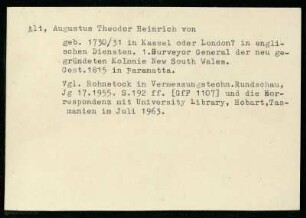 Alt, Augustus Theodor Heinrich von
geb. 1730/31 in Kassel oder London? in engli-
schen Diensten. 1.Surveyor General der neu ge-
gründeten Kolonie New South Wales.
Gest.1815 in Paramatta.
Vgl. Rohnstock in Vermessungstechn.Rundschau,
Jg 17.1955. S.192 ff. [GfF 1107] und die Kor-
respondenz mit University Library, Hobart,Tas-
manien im Juli 1963.